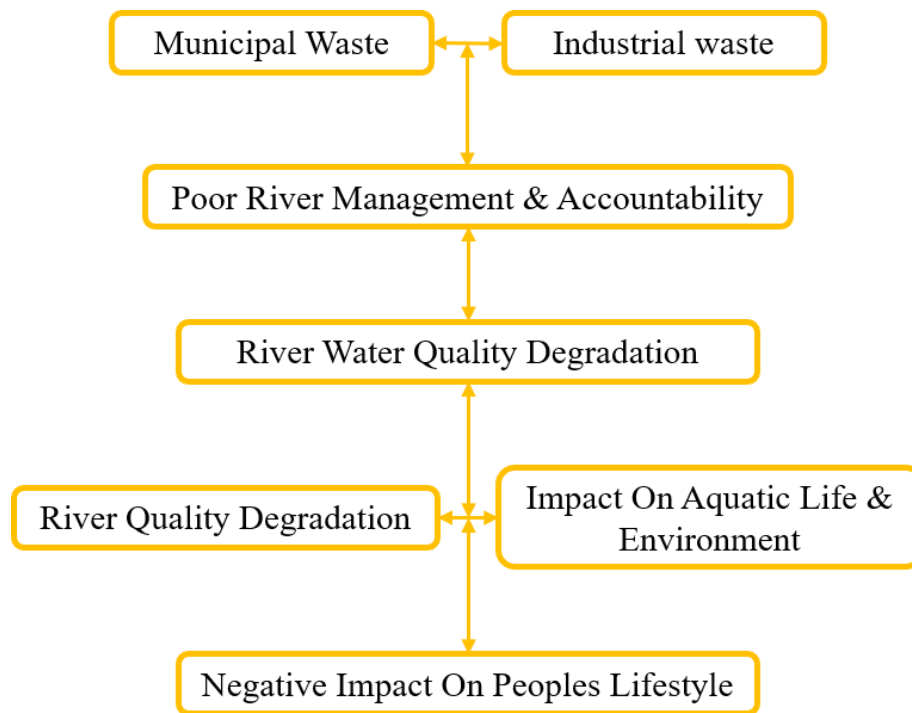 Municipal Waste
Industrial waste
Poor River Management & Accountability
River Water Quality Degradation
River Quality Degradation
Impact On Aquatic Life &
Environment
Negative Impact On Peoples Lifestyle